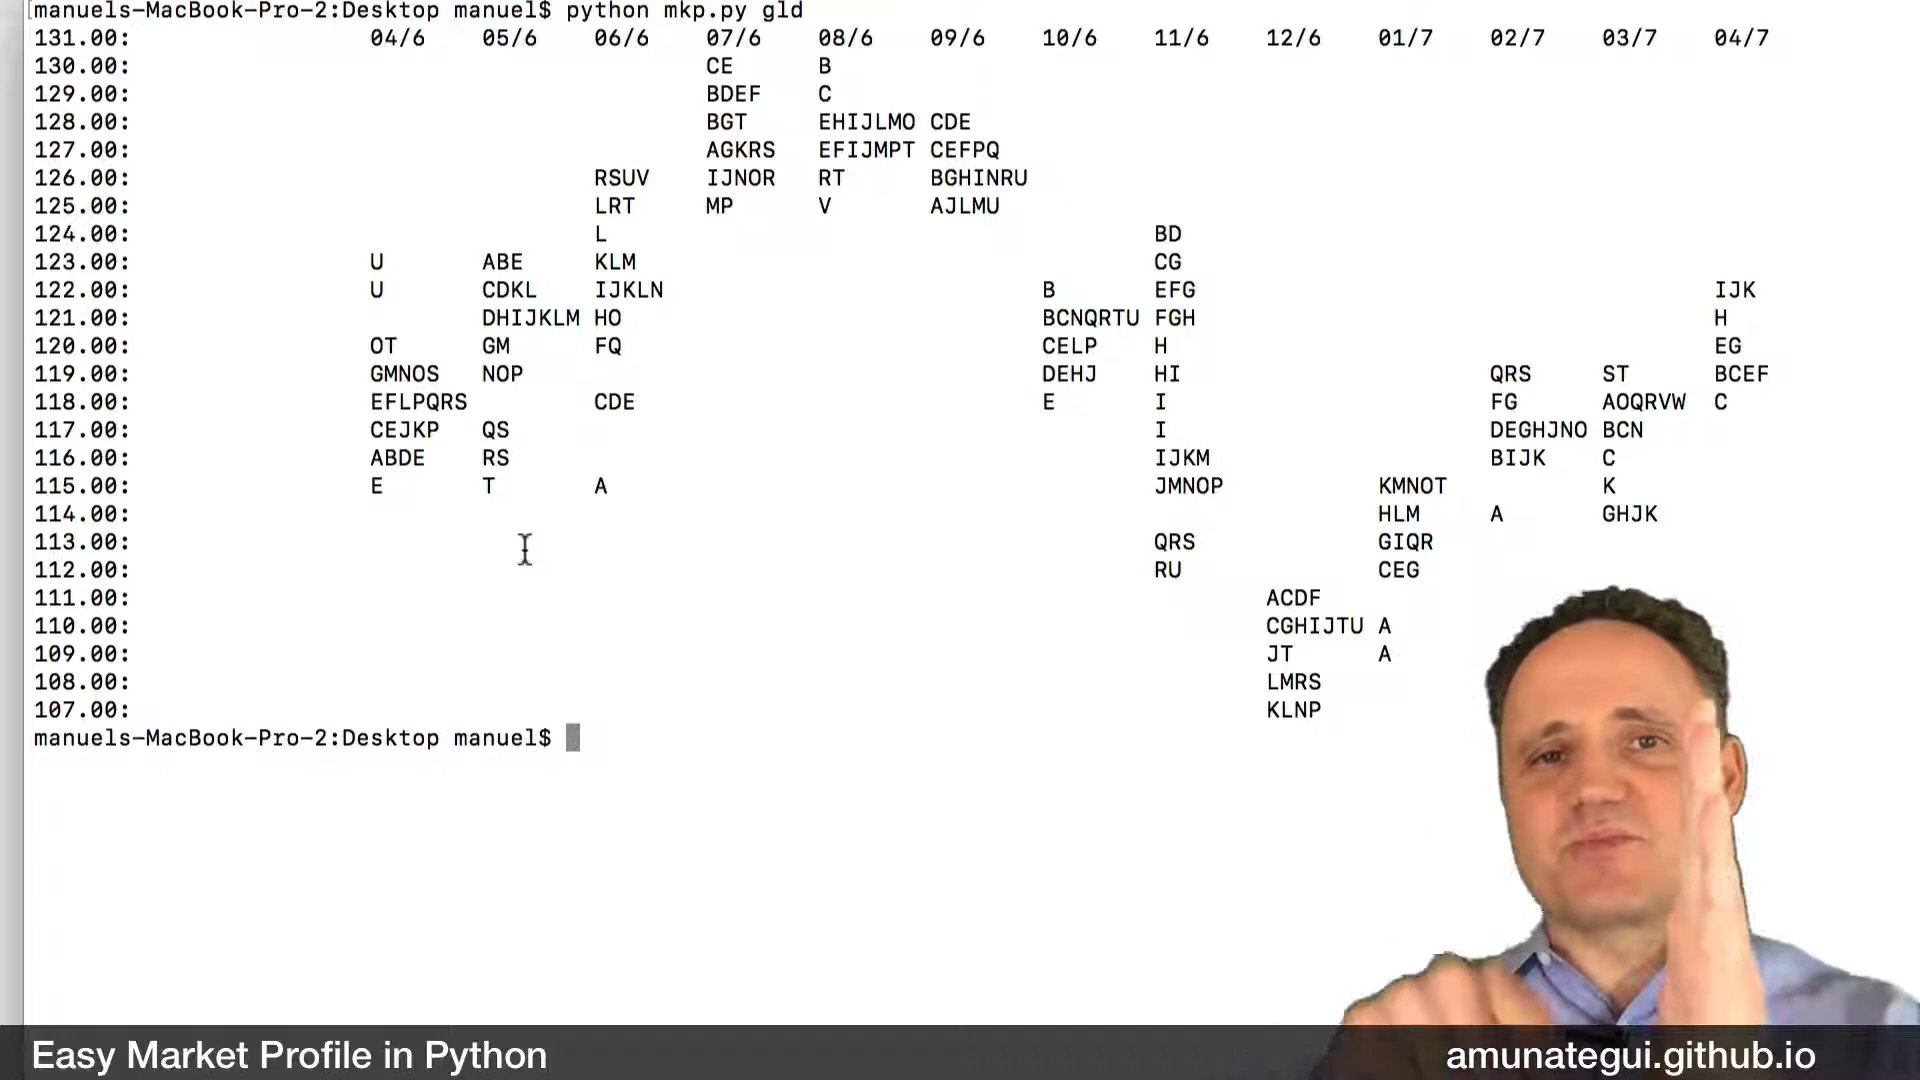 manuels-MacBook-Pro-2:Desktop manuel$ python mkp.py gld
131.00: 04/6 05/6 06/6 07/6 08/6 09/6 10/6 11/6 12/6 01/7 02/7 03/7 04/7
130.00: CE B
129.00: BDEF C
128.00: BGT EHIJLMO CDE
127.00: AGKRS EFIJMPT CEFPQ
126.00: RSUV IJNOR RT BGHINRU
125.00: LRT MP V AJLMU
124.00: L BD
123.00: U ABE KLM CG
122.00: U CDKL IJKLN B EFG IJK
121.00: DHIJKLM HO BCNQRTU FGH H
120.00: OT GM FQ CELP H EG
119.00: GMNOS NOP DEHJ HI QRS ST BCEF
118.00: EFLPQRS CDE E I FG AOQRVW C
117.00: CEJKP QS I DEGHJNO BCN
116.00: ABDE RS IJKM BIJK C
115.00: E T A JMNOP KMNOT K
114.00: HLM A GHJK
113.00: QRS GIQR
112.00: RU CEG
111.00: ACDF
110.00: CGHIJTU A
109.00: JT A
108.00: LMRS
107.00: KLNP
manuels-MacBook-Pro-2:Desktop manuel$
Easy Market Profile in Python
amunategui.github.io